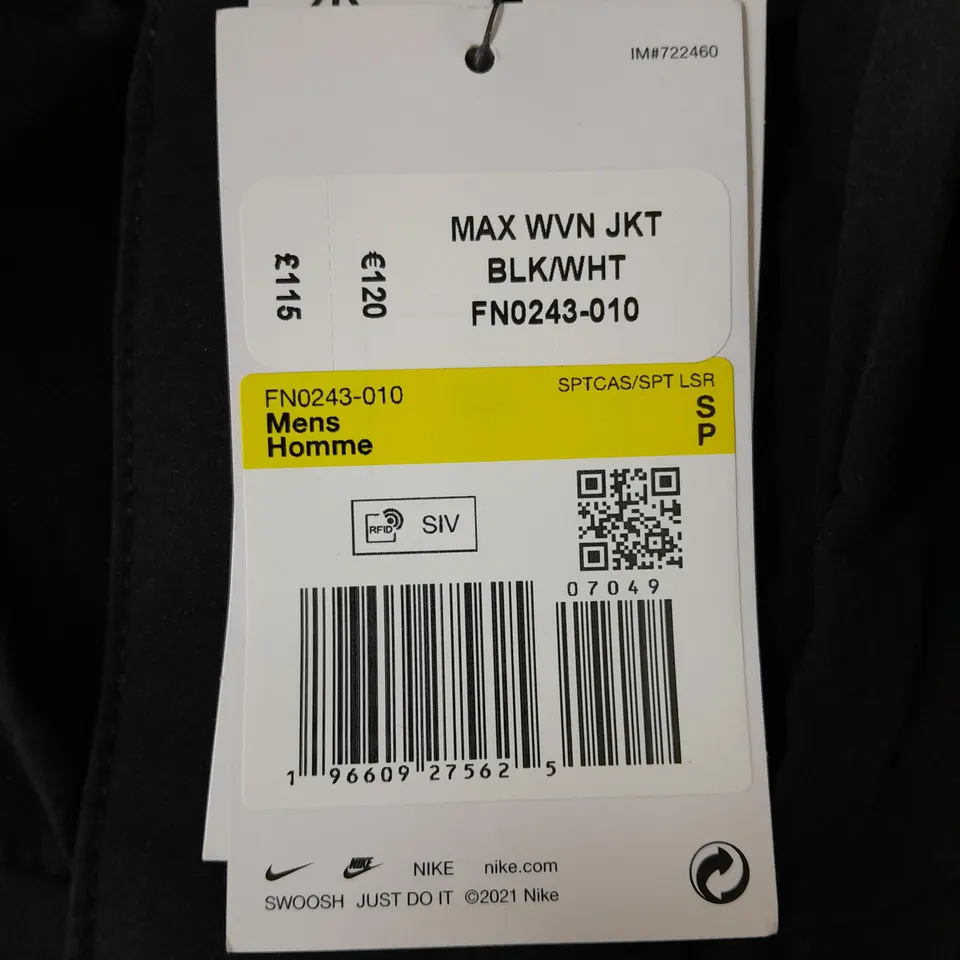 IM#722460
MAX WVN JKT
BLK/WHT
FN0243-010
£115
€120
FN0243-010
SPTCAS/SPT LSR
Mens
Homme
S
P
RFID SIV
07049
1 96609 27562 5
NIKE NIKE nike.com
SWOOSH JUST DO IT ©2021 Nike